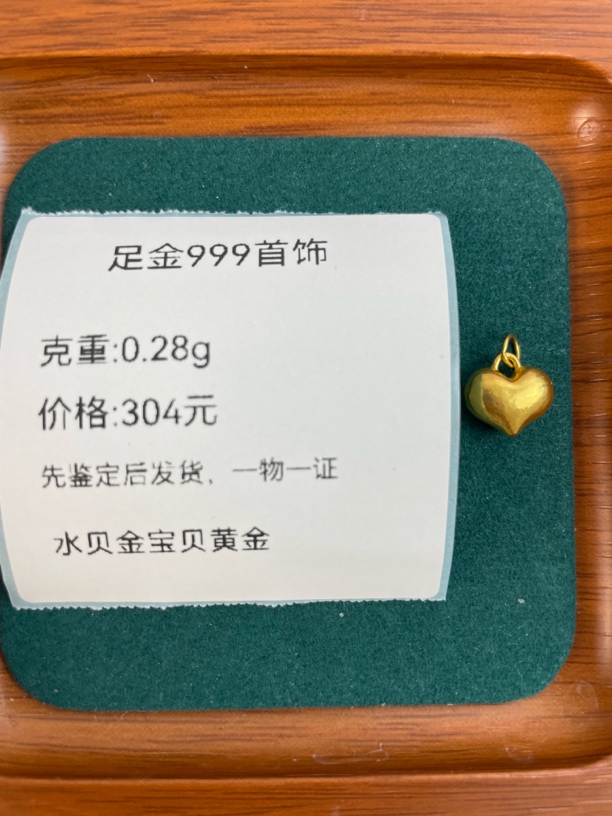 足金999首饰
克重:0.28g
价格:304元
先鉴定后发货，一物一证
水贝金宝贝黄金